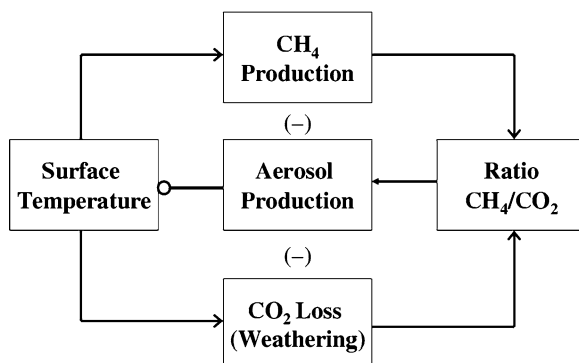 CH₄
Production
(–)
Surface
Temperature
Aerosol
Production
Ratio
CH₄/CO₂
(–)
CO₂ Loss
(Weathering)